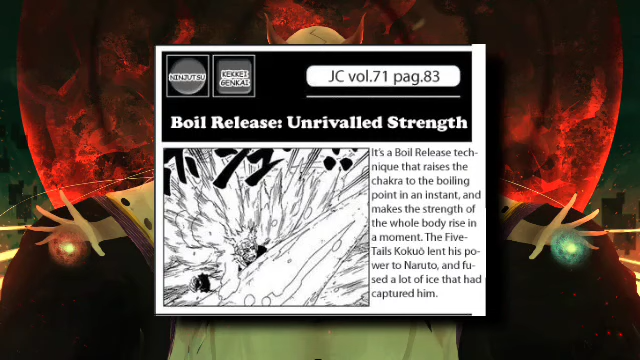 NINJUTSU
KEKKEI
GENKAI
JC vol.71 pag.83
Boil Release: Unrivalled Strength
It's a Boil Release tech-
nique that raises the
chakra to the boiling
point in an instant, and
makes the strength of
the whole body rise in
a moment. The Five-
Tails Kokuō lent his po-
wer to Naruto, and fu-
sed a lot of ice that had
captured him.